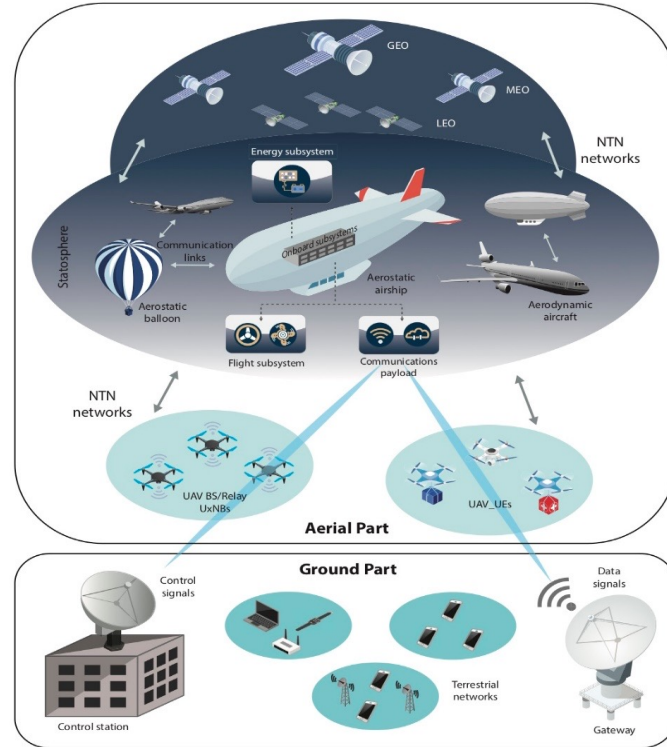 GEO
MEO
LEO
Energy subsystem
NTN
networks
Onboard subsystems
Statosphere
Communication
links
Aerostatic
airship
Aerostatic
balloon
Aerodynamic
aircraft
Flight subsystem
Communications
payload
NTN
networks
UAV BS/Relay
UxNBs
UAV_UEs
Aerial Part
Ground Part
Control
signals
Data
signals
Terrestrial
networks
Control station
Gateway